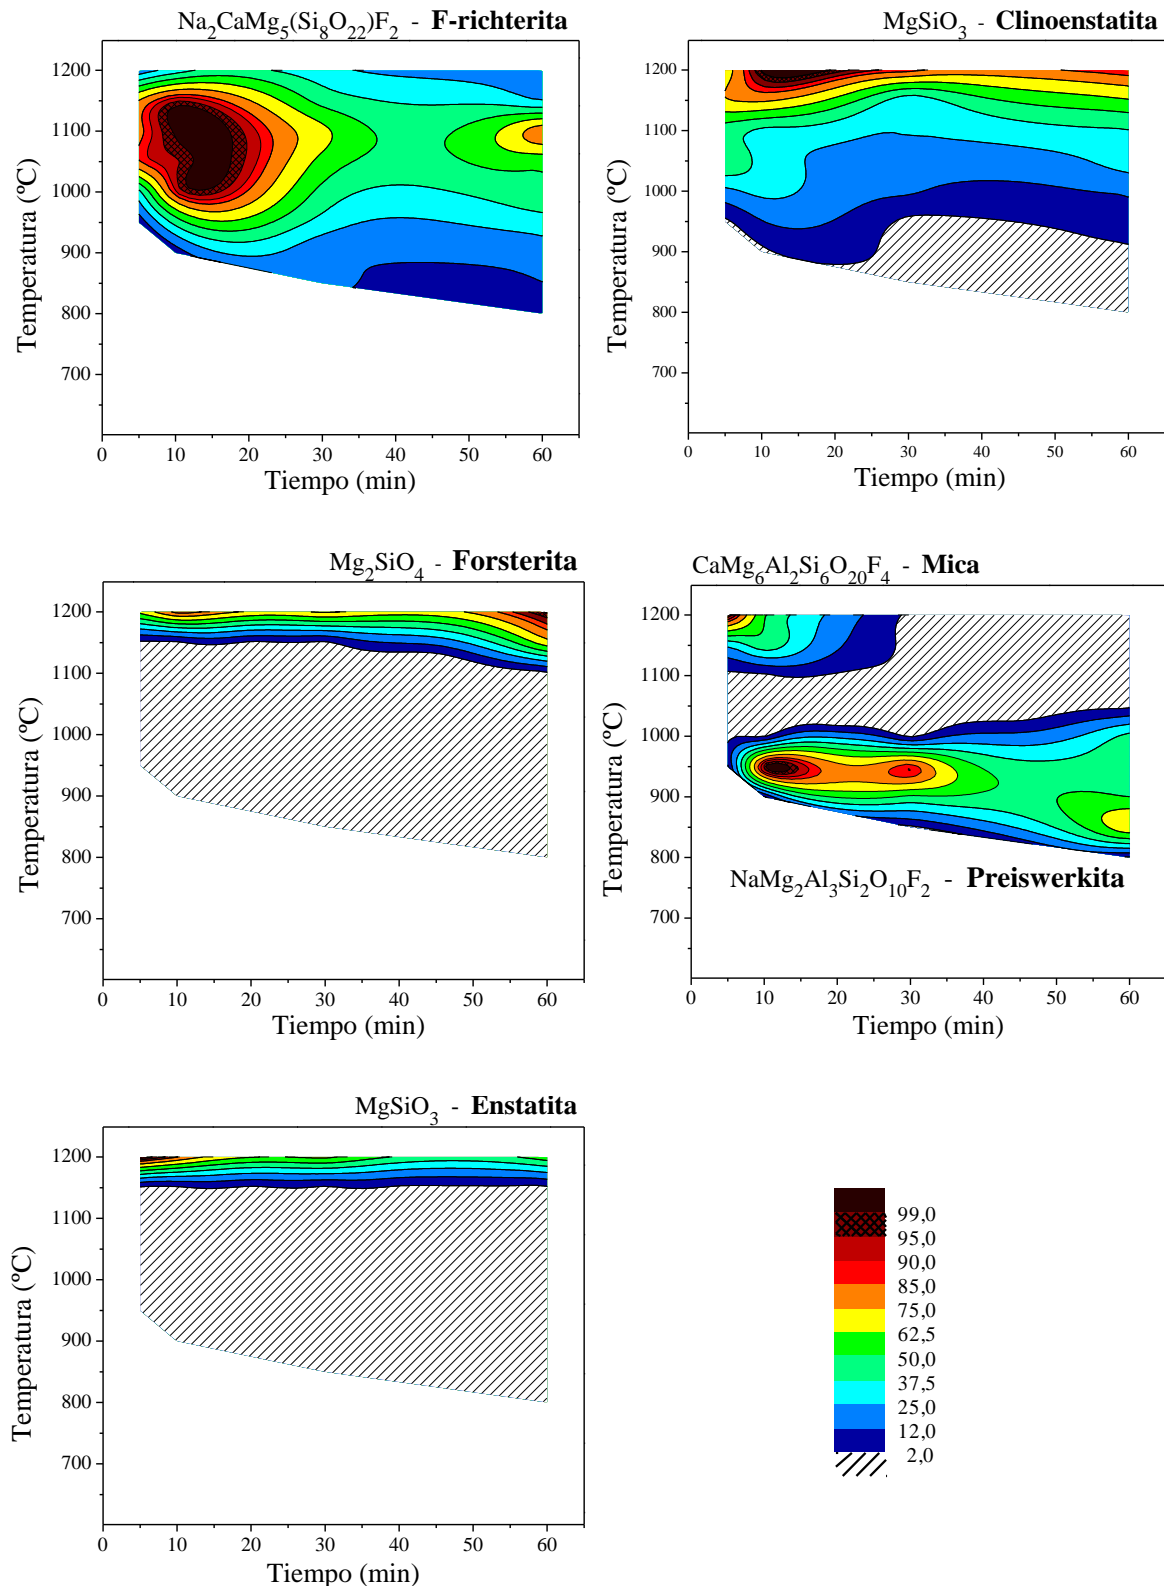 Na2CaMg5(Si8O22)F2 - F-richterita
1200
1100
1000
900
800
700
0 10 20 30 40 50 60
Temperatura (ºC)
Tiempo (min)
MgSiO3 - Clinoenstatita
1200
1100
1000
900
800
700
0 10 20 30 40 50 60
Temperatura (ºC)
Tiempo (min)
Mg2SiO4 - Forsterita
1200
1100
1000
900
800
700
0 10 20 30 40 50 60
Temperatura (ºC)
Tiempo (min)
CaMg6Al2Si6O20F4 - Mica
1200
1100
1000
900
800
700
NaMg2Al3Si2O10F2 - Preiswerkita
0 10 20 30 40 50 60
Temperatura (ºC)
Tiempo (min)
MgSiO3 - Enstatita
1200
1100
1000
900
800
700
0 10 20 30 40 50 60
Temperatura (ºC)
Tiempo (min)
99,0
95,0
90,0
85,0
75,0
62,5
50,0
37,5
25,0
12,0
2,0